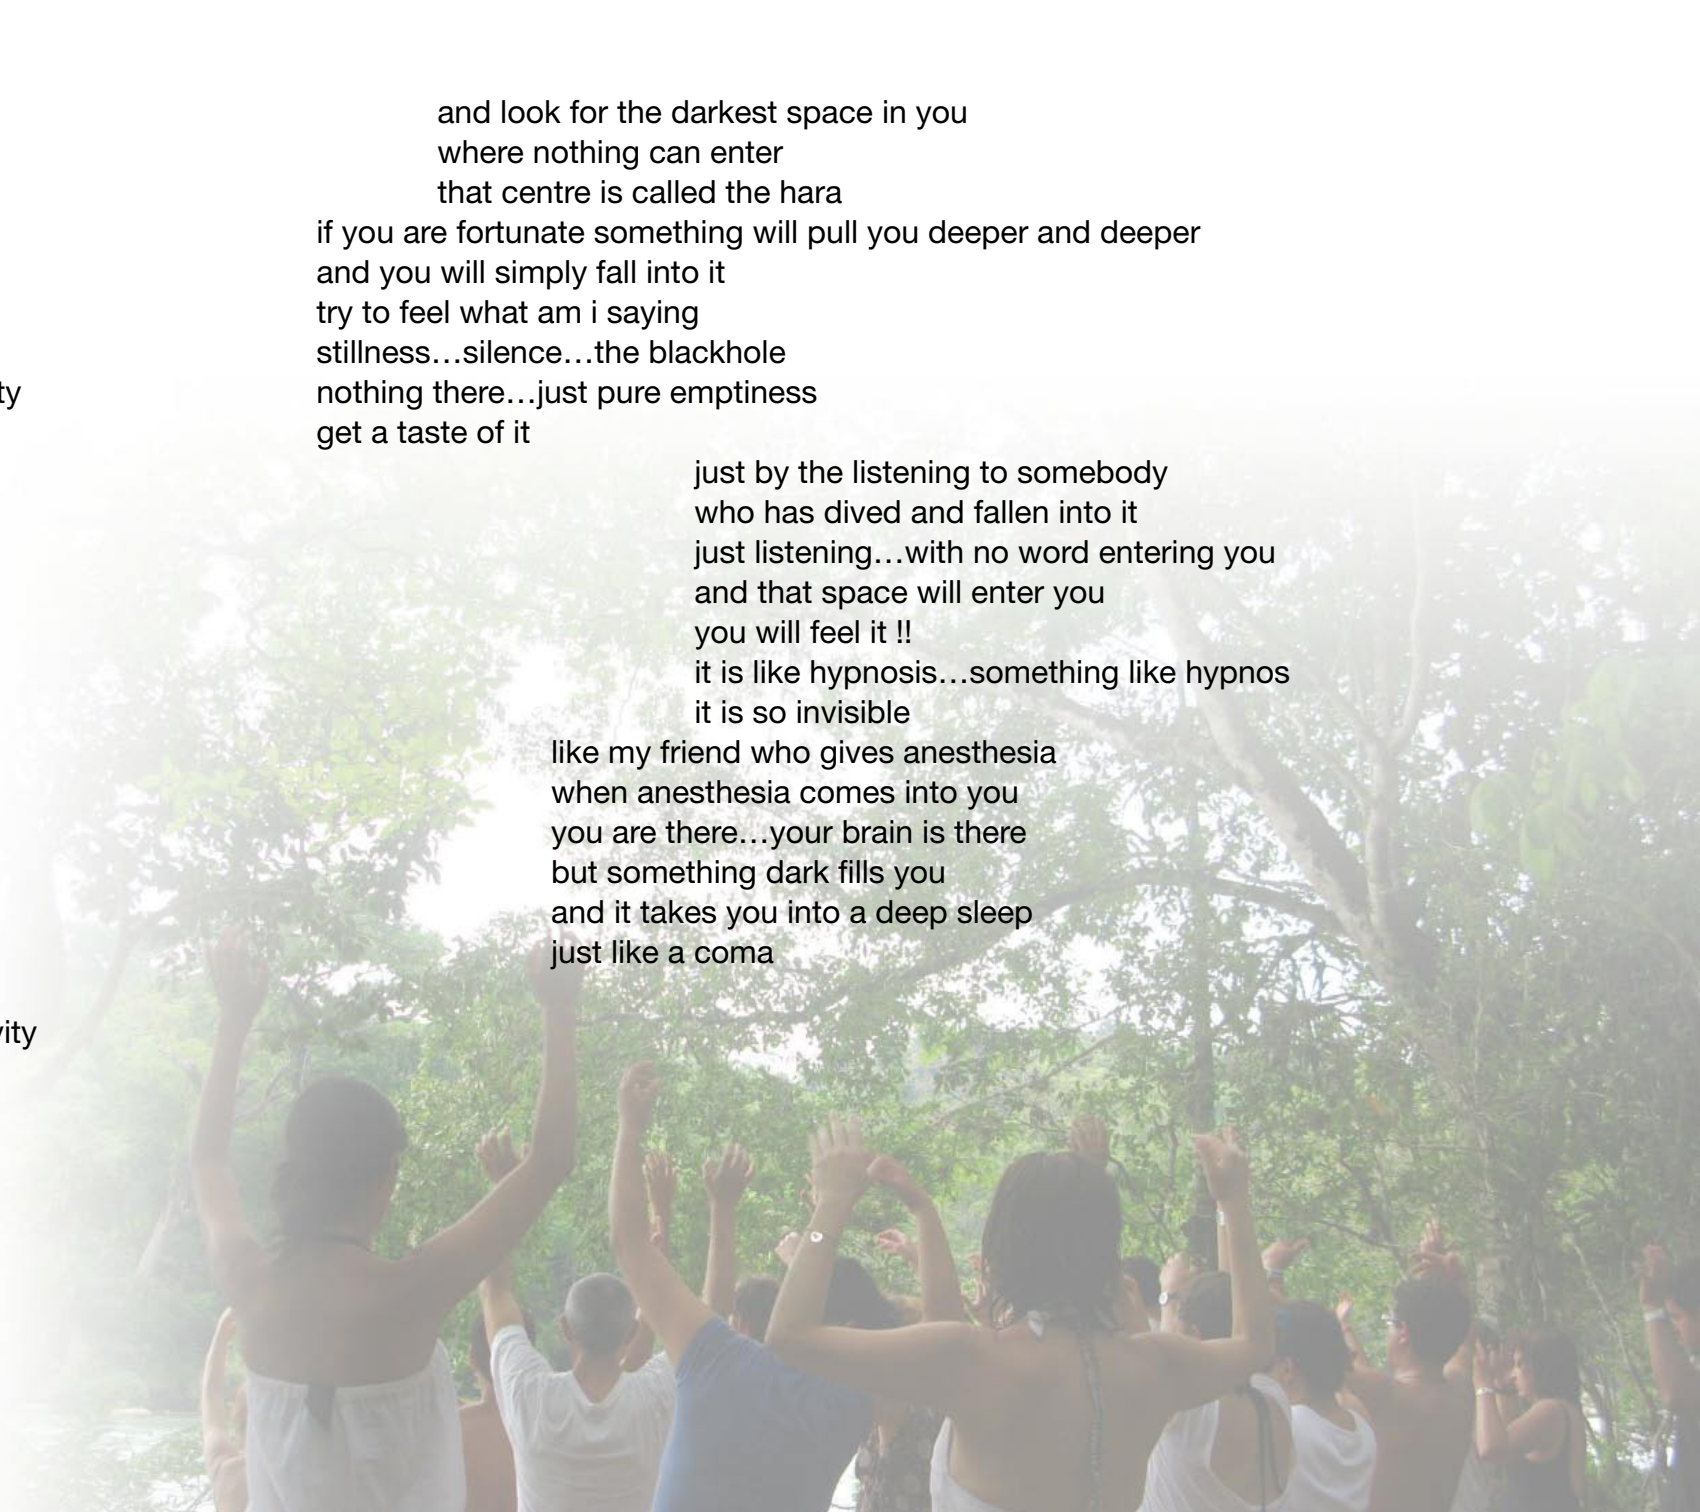 and look for the darkest space in you
where nothing can enter
that centre is called the hara
if you are fortunate something will pull you deeper and deeper
and you will simply fall into it
try to feel what am i saying
stillness…silence…the blackhole
nothing there…just pure emptiness
get a taste of it
just by the listening to somebody
who has dived and fallen into it
just listening…with no word entering you
and that space will enter you
you will feel it !!
it is like hypnosis…something like hypnos
it is so invisible
like my friend who gives anesthesia
when anesthesia comes into you
you are there…your brain is there
but something dark fills you
and it takes you into a deep sleep
just like a coma